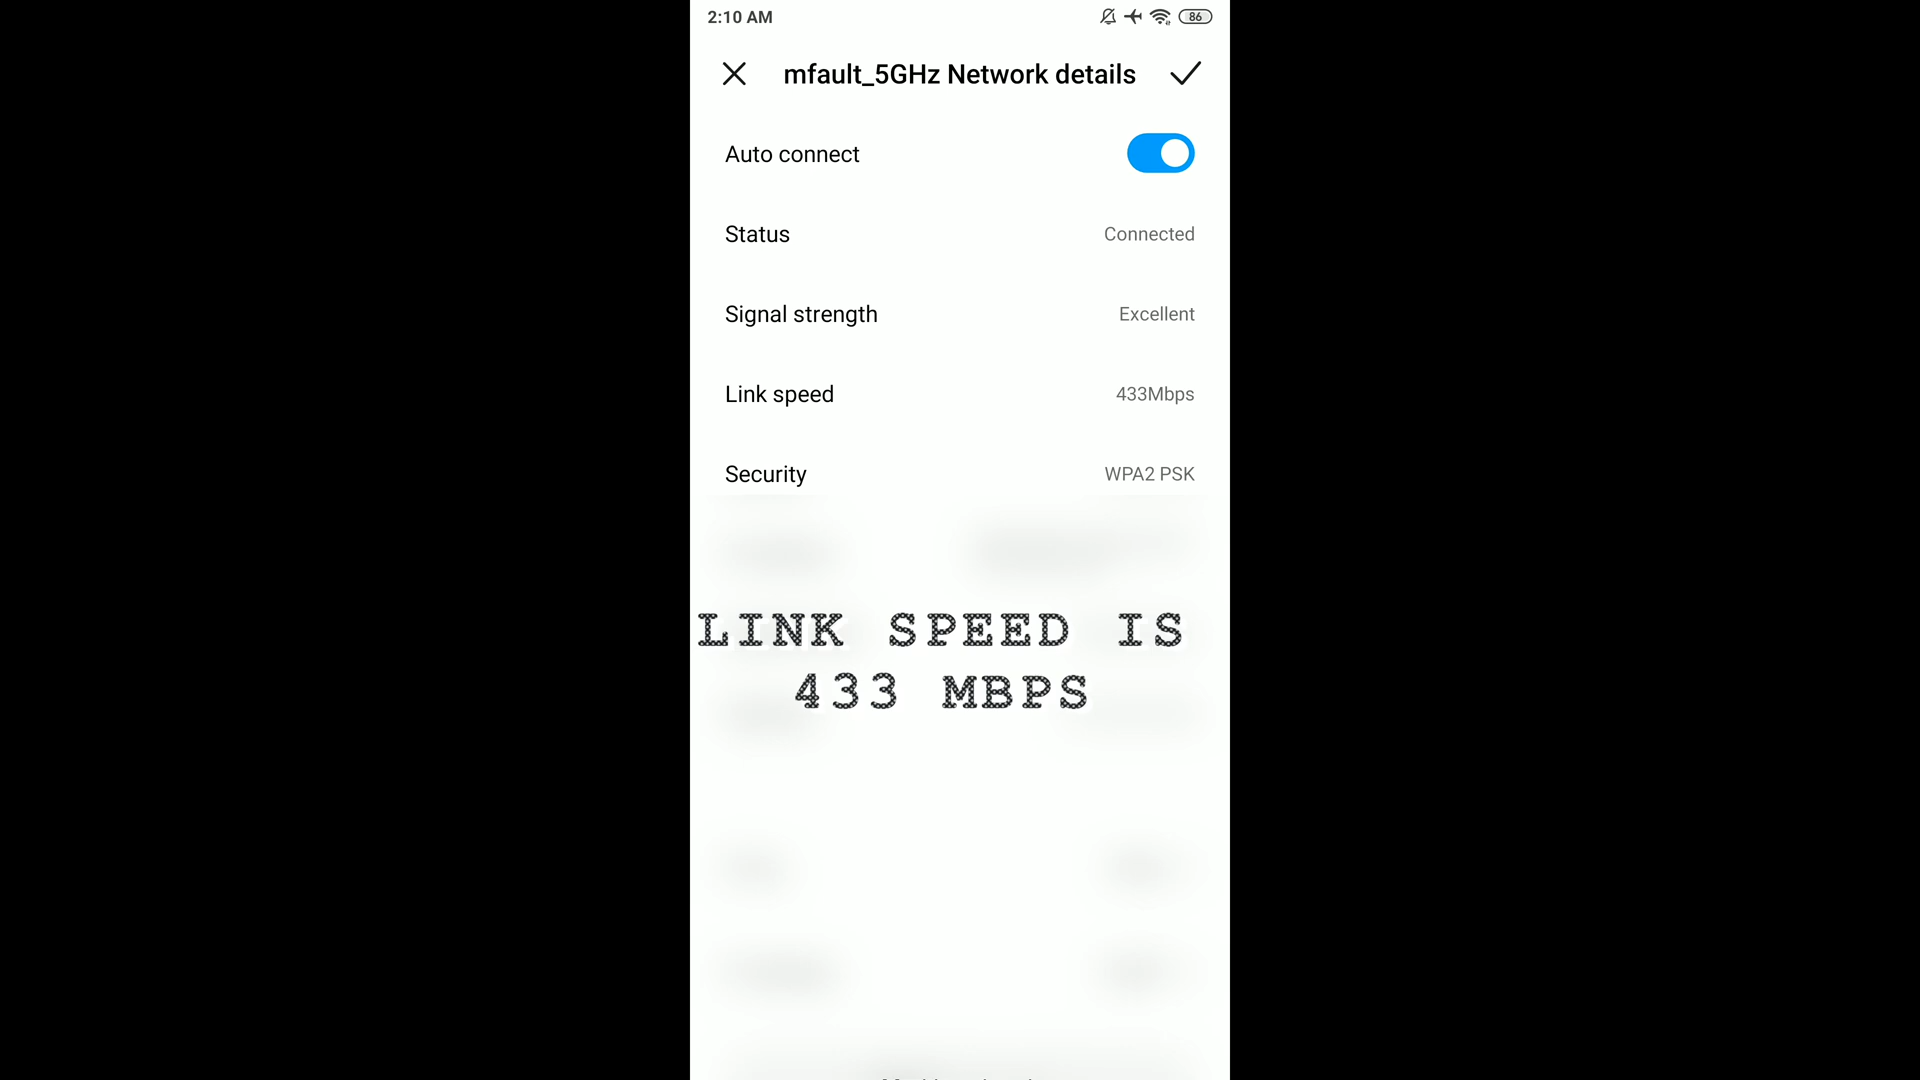 2:10 AM
86
mfault_5GHz Network details
Auto connect
Status Connected
Signal strength Excellent
Link speed 433Mbps
Security WPA2 PSK
LINK SPEED IS
433 MBPS